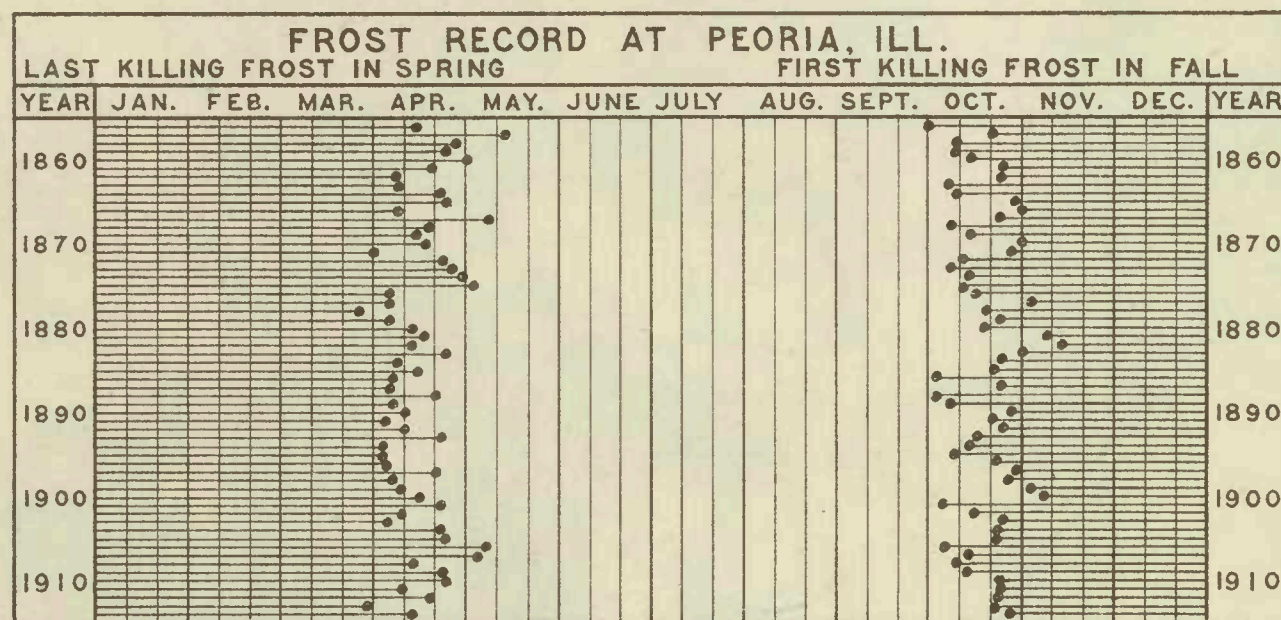 FROST RECORD AT PEORIA, ILL.
LAST KILLING FROST IN SPRING FIRST KILLING FROST IN FALL
YEAR JAN. FEB. MAR. APR. MAY. JUNE JULY AUG. SEPT. OCT. NOV. DEC. YEAR
1860 1860
1870 1870
1880 1880
1890 1890
1900 1900
1910 1910